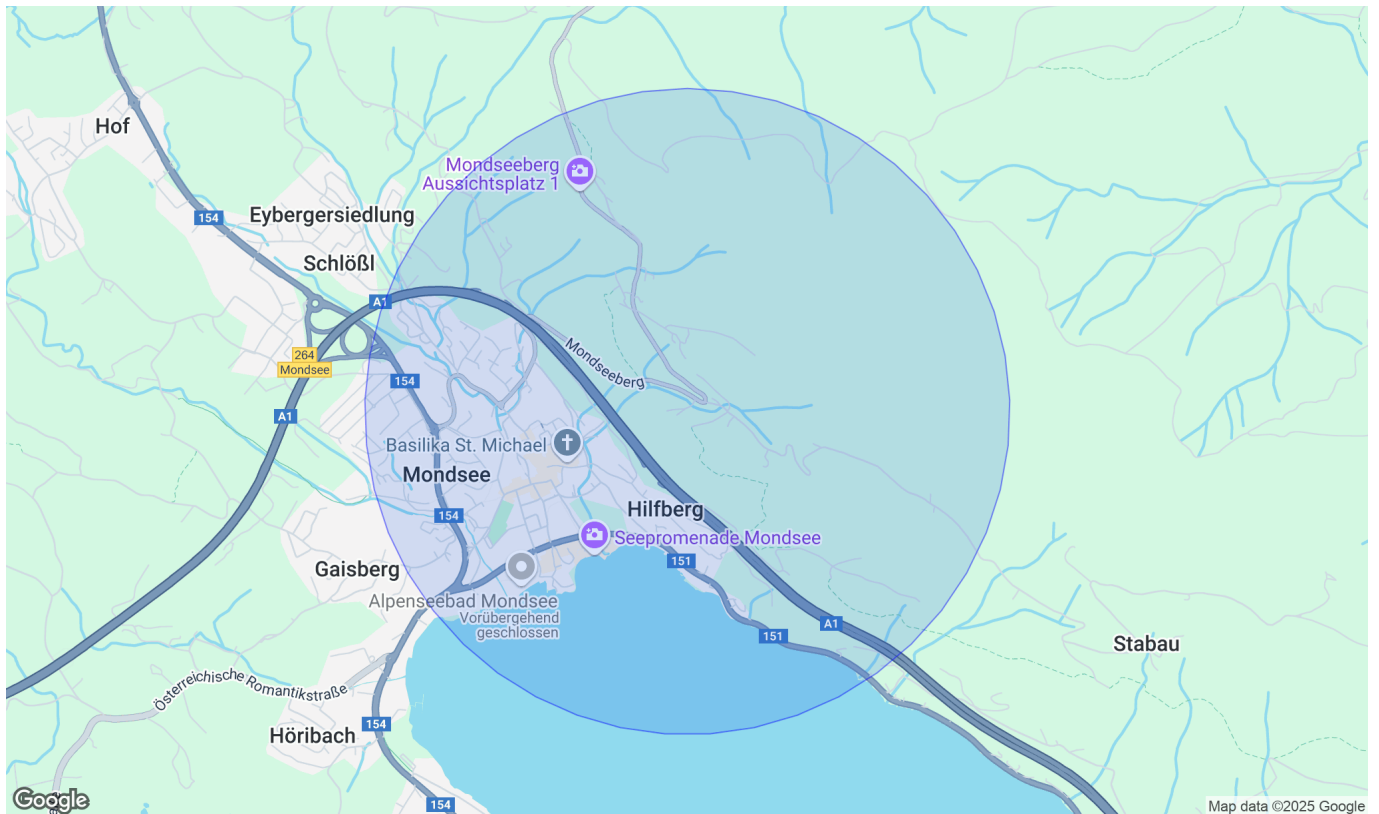 Hof
Mondseeberg
Aussichtsplatz 1
154
Eybergersiedlung
Schlößl
A1
264
Mondsee
Mondseeberg
154
A1
Basilika St. Michael
Mondsee
154
Hilfberg
Seepromenade Mondsee
151
Gaisberg
Alpenseebad Mondsee
Vorübergehend
geschlossen
A1
151
Stabau
Österreichische Romantikstraße
154
Höribach
154
Google
Map data ©2025 Google